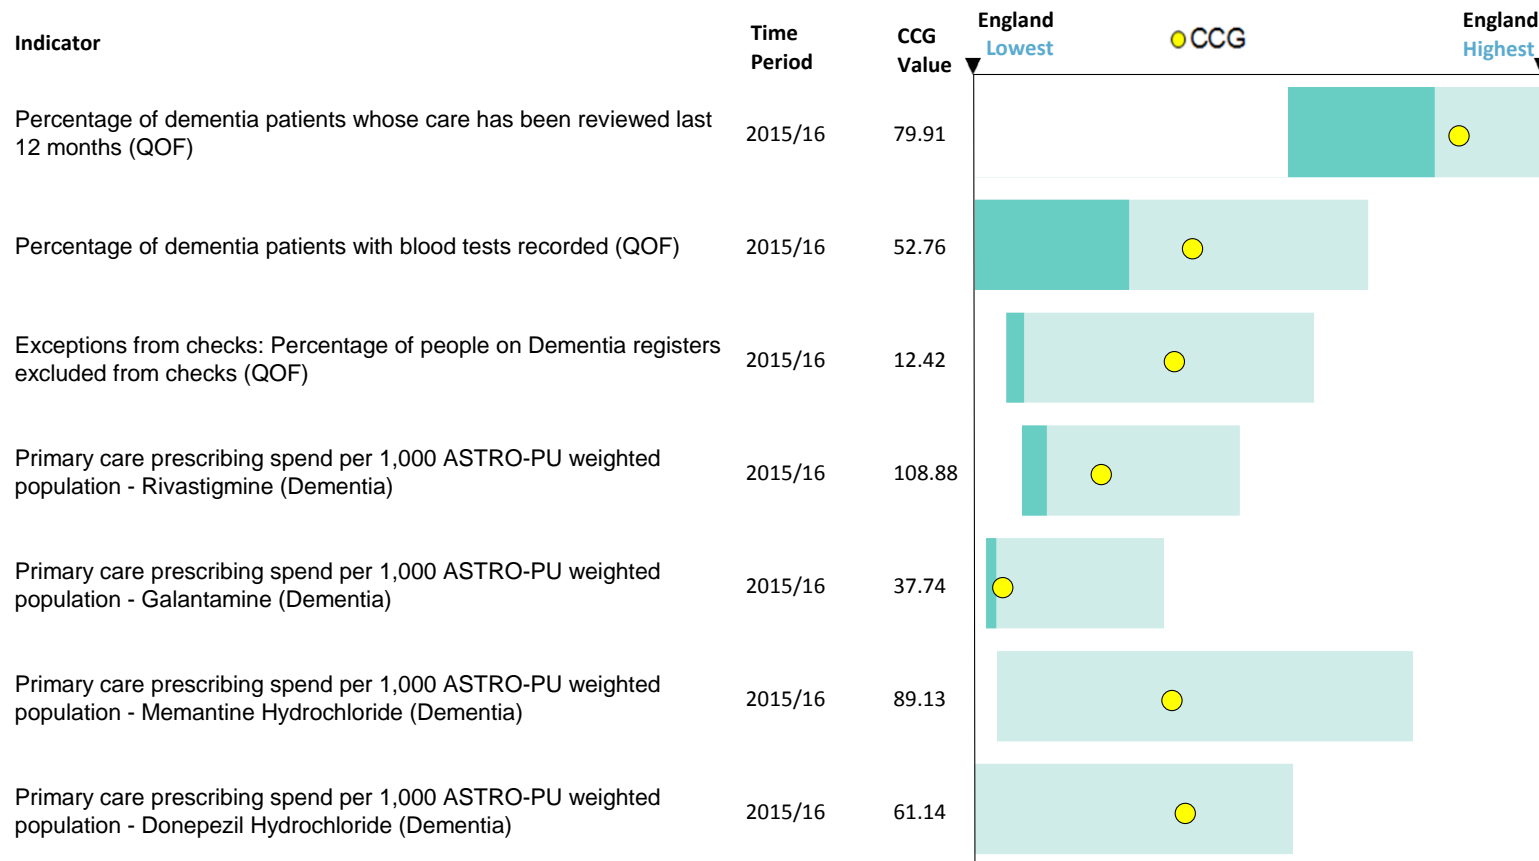 Indicator
Time
Period
CCG
Value
England
Lowest
CCG
England
Highest
Percentage of dementia patients whose care has been reviewed last
12 months (QOF)
2015/16
79.91
Percentage of dementia patients with blood tests recorded (QOF)
2015/16
52.76
Exceptions from checks: Percentage of people on Dementia registers
excluded from checks (QOF)
2015/16
12.42
Primary care prescribing spend per 1,000 ASTRO-PU weighted
population - Rivastigmine (Dementia)
2015/16
108.88
Primary care prescribing spend per 1,000 ASTRO-PU weighted
population - Galantamine (Dementia)
2015/16
37.74
Primary care prescribing spend per 1,000 ASTRO-PU weighted
population - Memantine Hydrochloride (Dementia)
2015/16
89.13
Primary care prescribing spend per 1,000 ASTRO-PU weighted
population - Donepezil Hydrochloride (Dementia)
2015/16
61.14